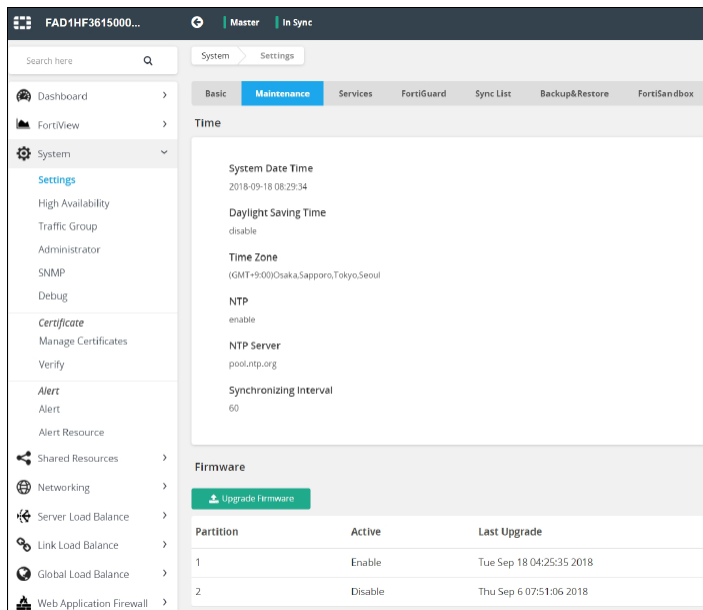 FAD1HF3615000...
Master
In Sync
Search here
System
Settings
Dashboard
FortiView
System
Settings
High Availability
Traffic Group
Administrator
SNMP
Debug
Certificate
Manage Certificates
Verify
Alert
Alert
Alert Resource
Shared Resources
Networking
Server Load Balance
Link Load Balance
Global Load Balance
Web Application Firewall
Basic
Maintenance
Services
FortiGuard
Sync List
Backup&Restore
FortiSandbox
Time
System Date Time
2018-09-18 08:29:34
Daylight Saving Time
disable
Time Zone
(GMT+9:00)Osaka,Sapporo,Tokyo,Seoul
NTP
enable
NTP Server
pool.ntp.org
Synchronizing Interval
60
Firmware
Upgrade Firmware
Partition Active Last Upgrade
1 Enable Tue Sep 18 04:25:35 2018
2 Disable Thu Sep 6 07:51:06 2018